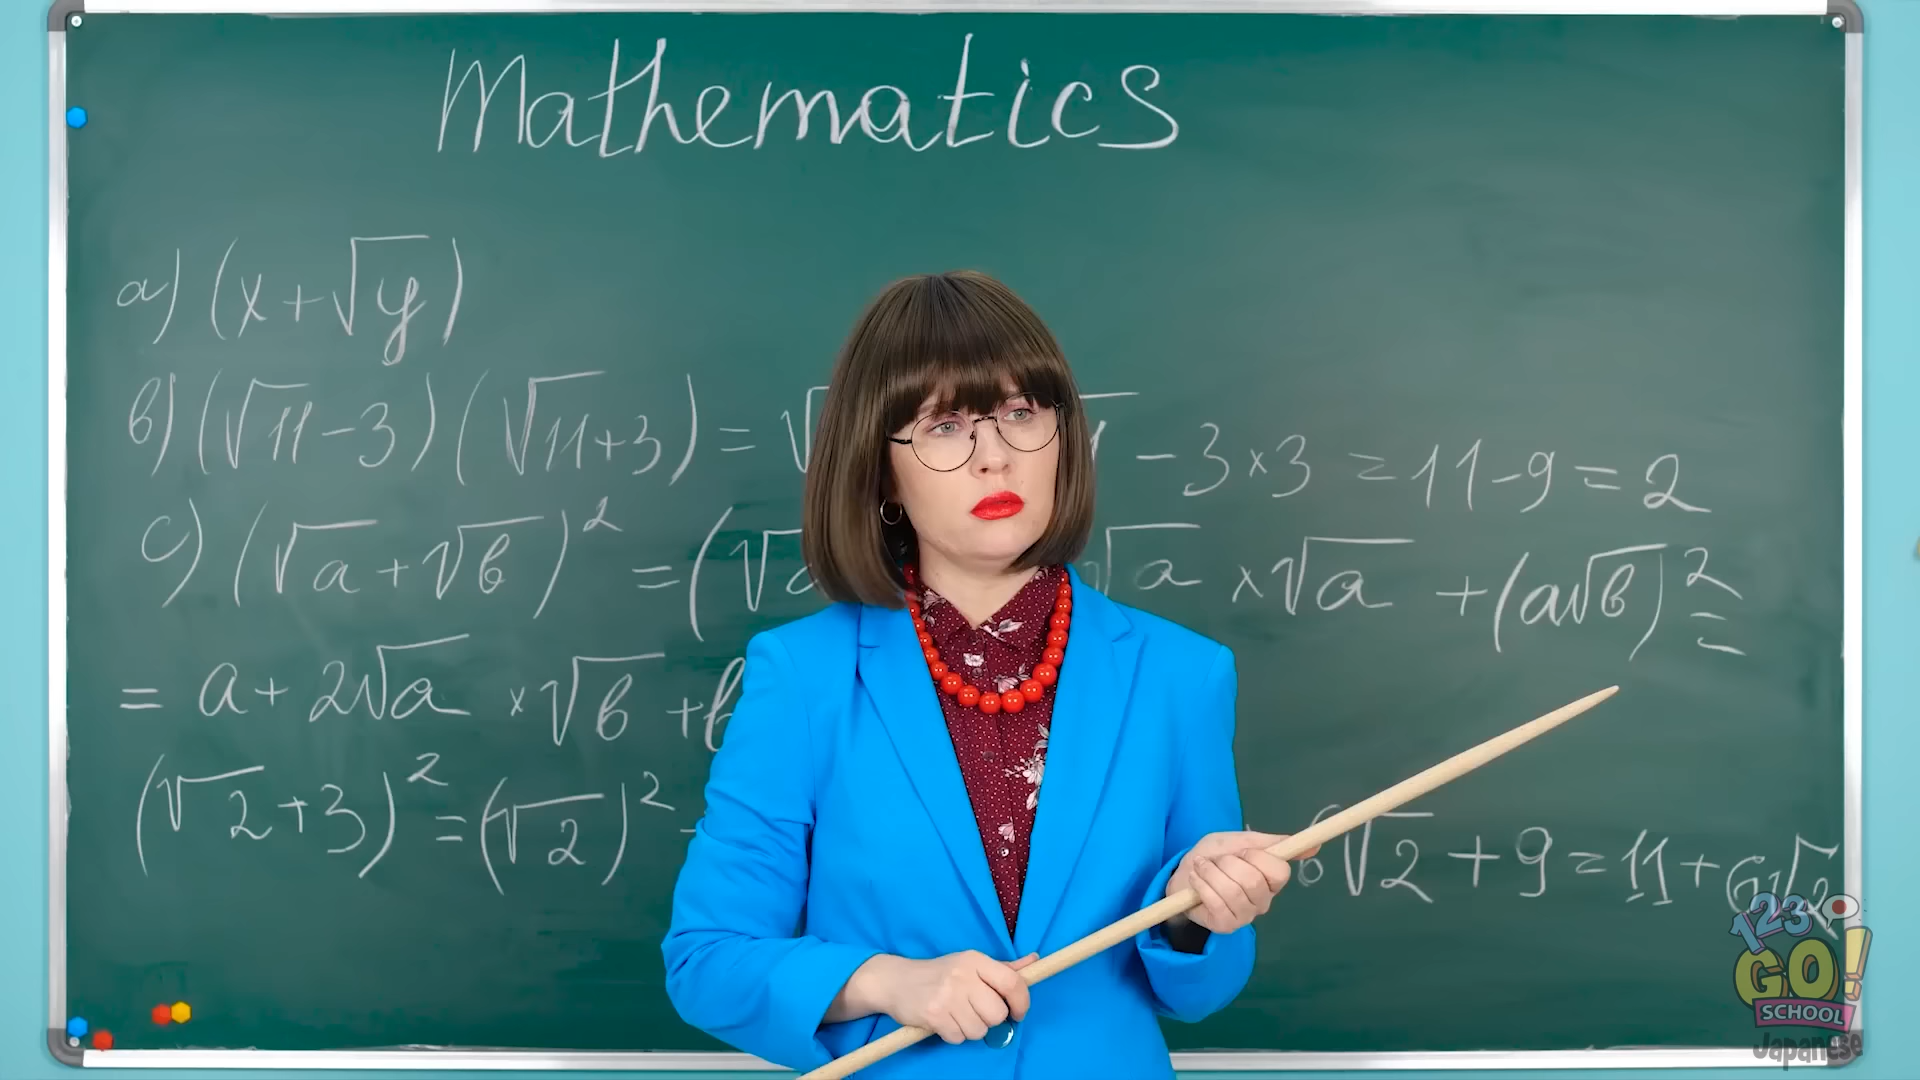 Mathematics
a) (x+√y)
b) (√11-3)(√11+3)=√ - 3×3 = 11-9=2
c) (√a+√b)² =(√a √a ×√a +(a√b)² =
= a+2√a ×√b +b
(√2+3)²=(√2)² - 6√2+9=11+6√2
123 GO!
SCHOOL
Japanese